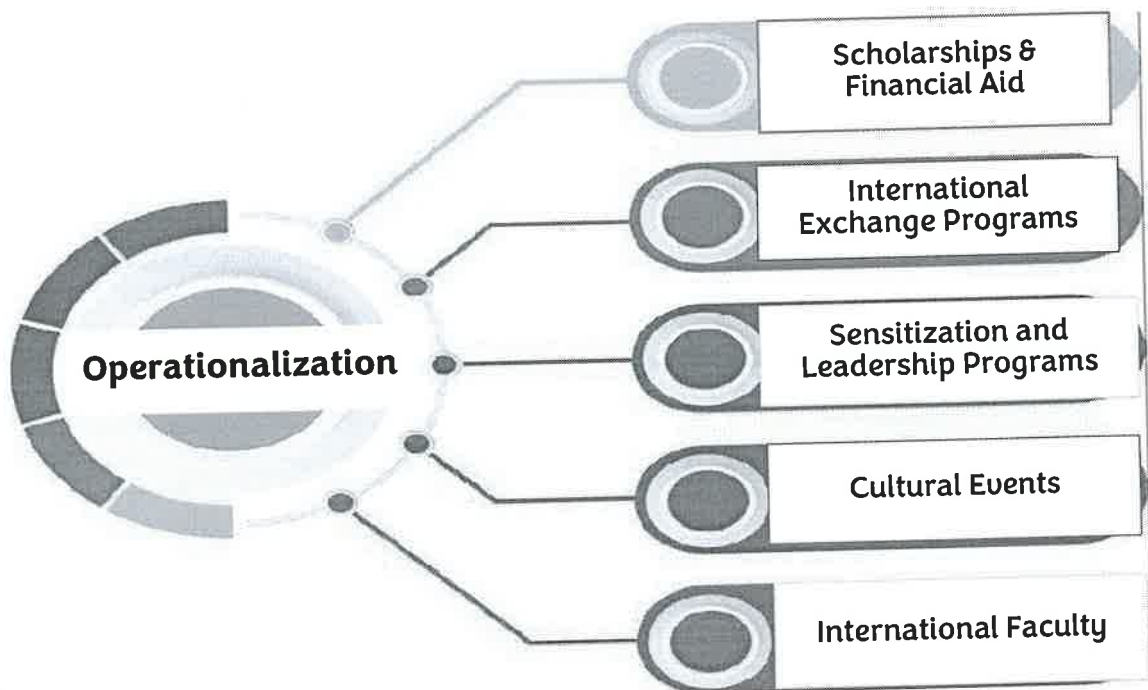 Scholarships &
Financial Aid
International
Exchange Programs
Sensitization and
Leadership Programs
Operationalization
Cultural Events
International Faculty